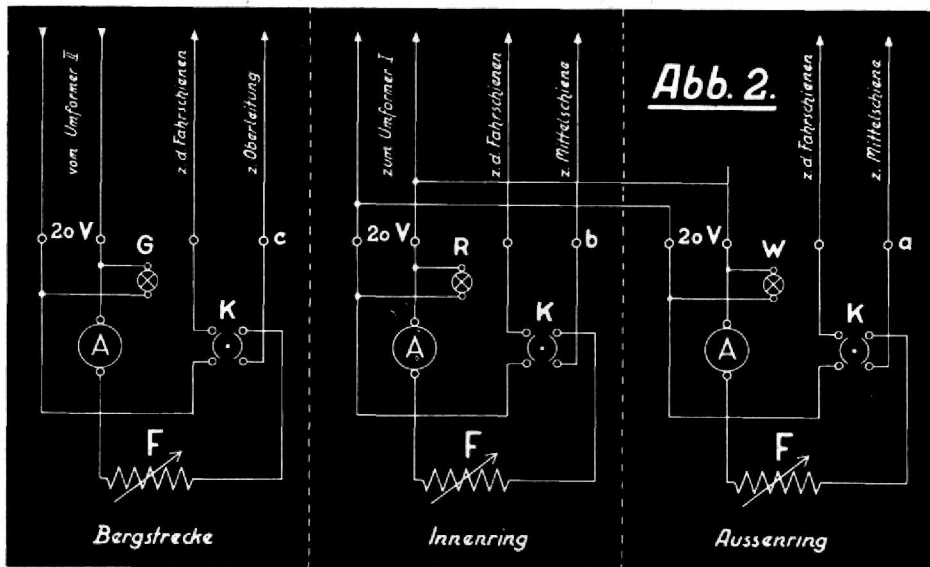 vom Umformer II
z.d. Fahrschienen
z. Oberleitung
20 V
G
c
K
A
F
Bergstrecke
zum Umformer I
z.d. Fahrschienen
z. Mittelschiene
20 V
R
b
K
A
F
Innenring
Abb. 2.
z.d. Fahrschienen
z. Mittelschiene
20 V
W
a
K
A
F
Aussenring